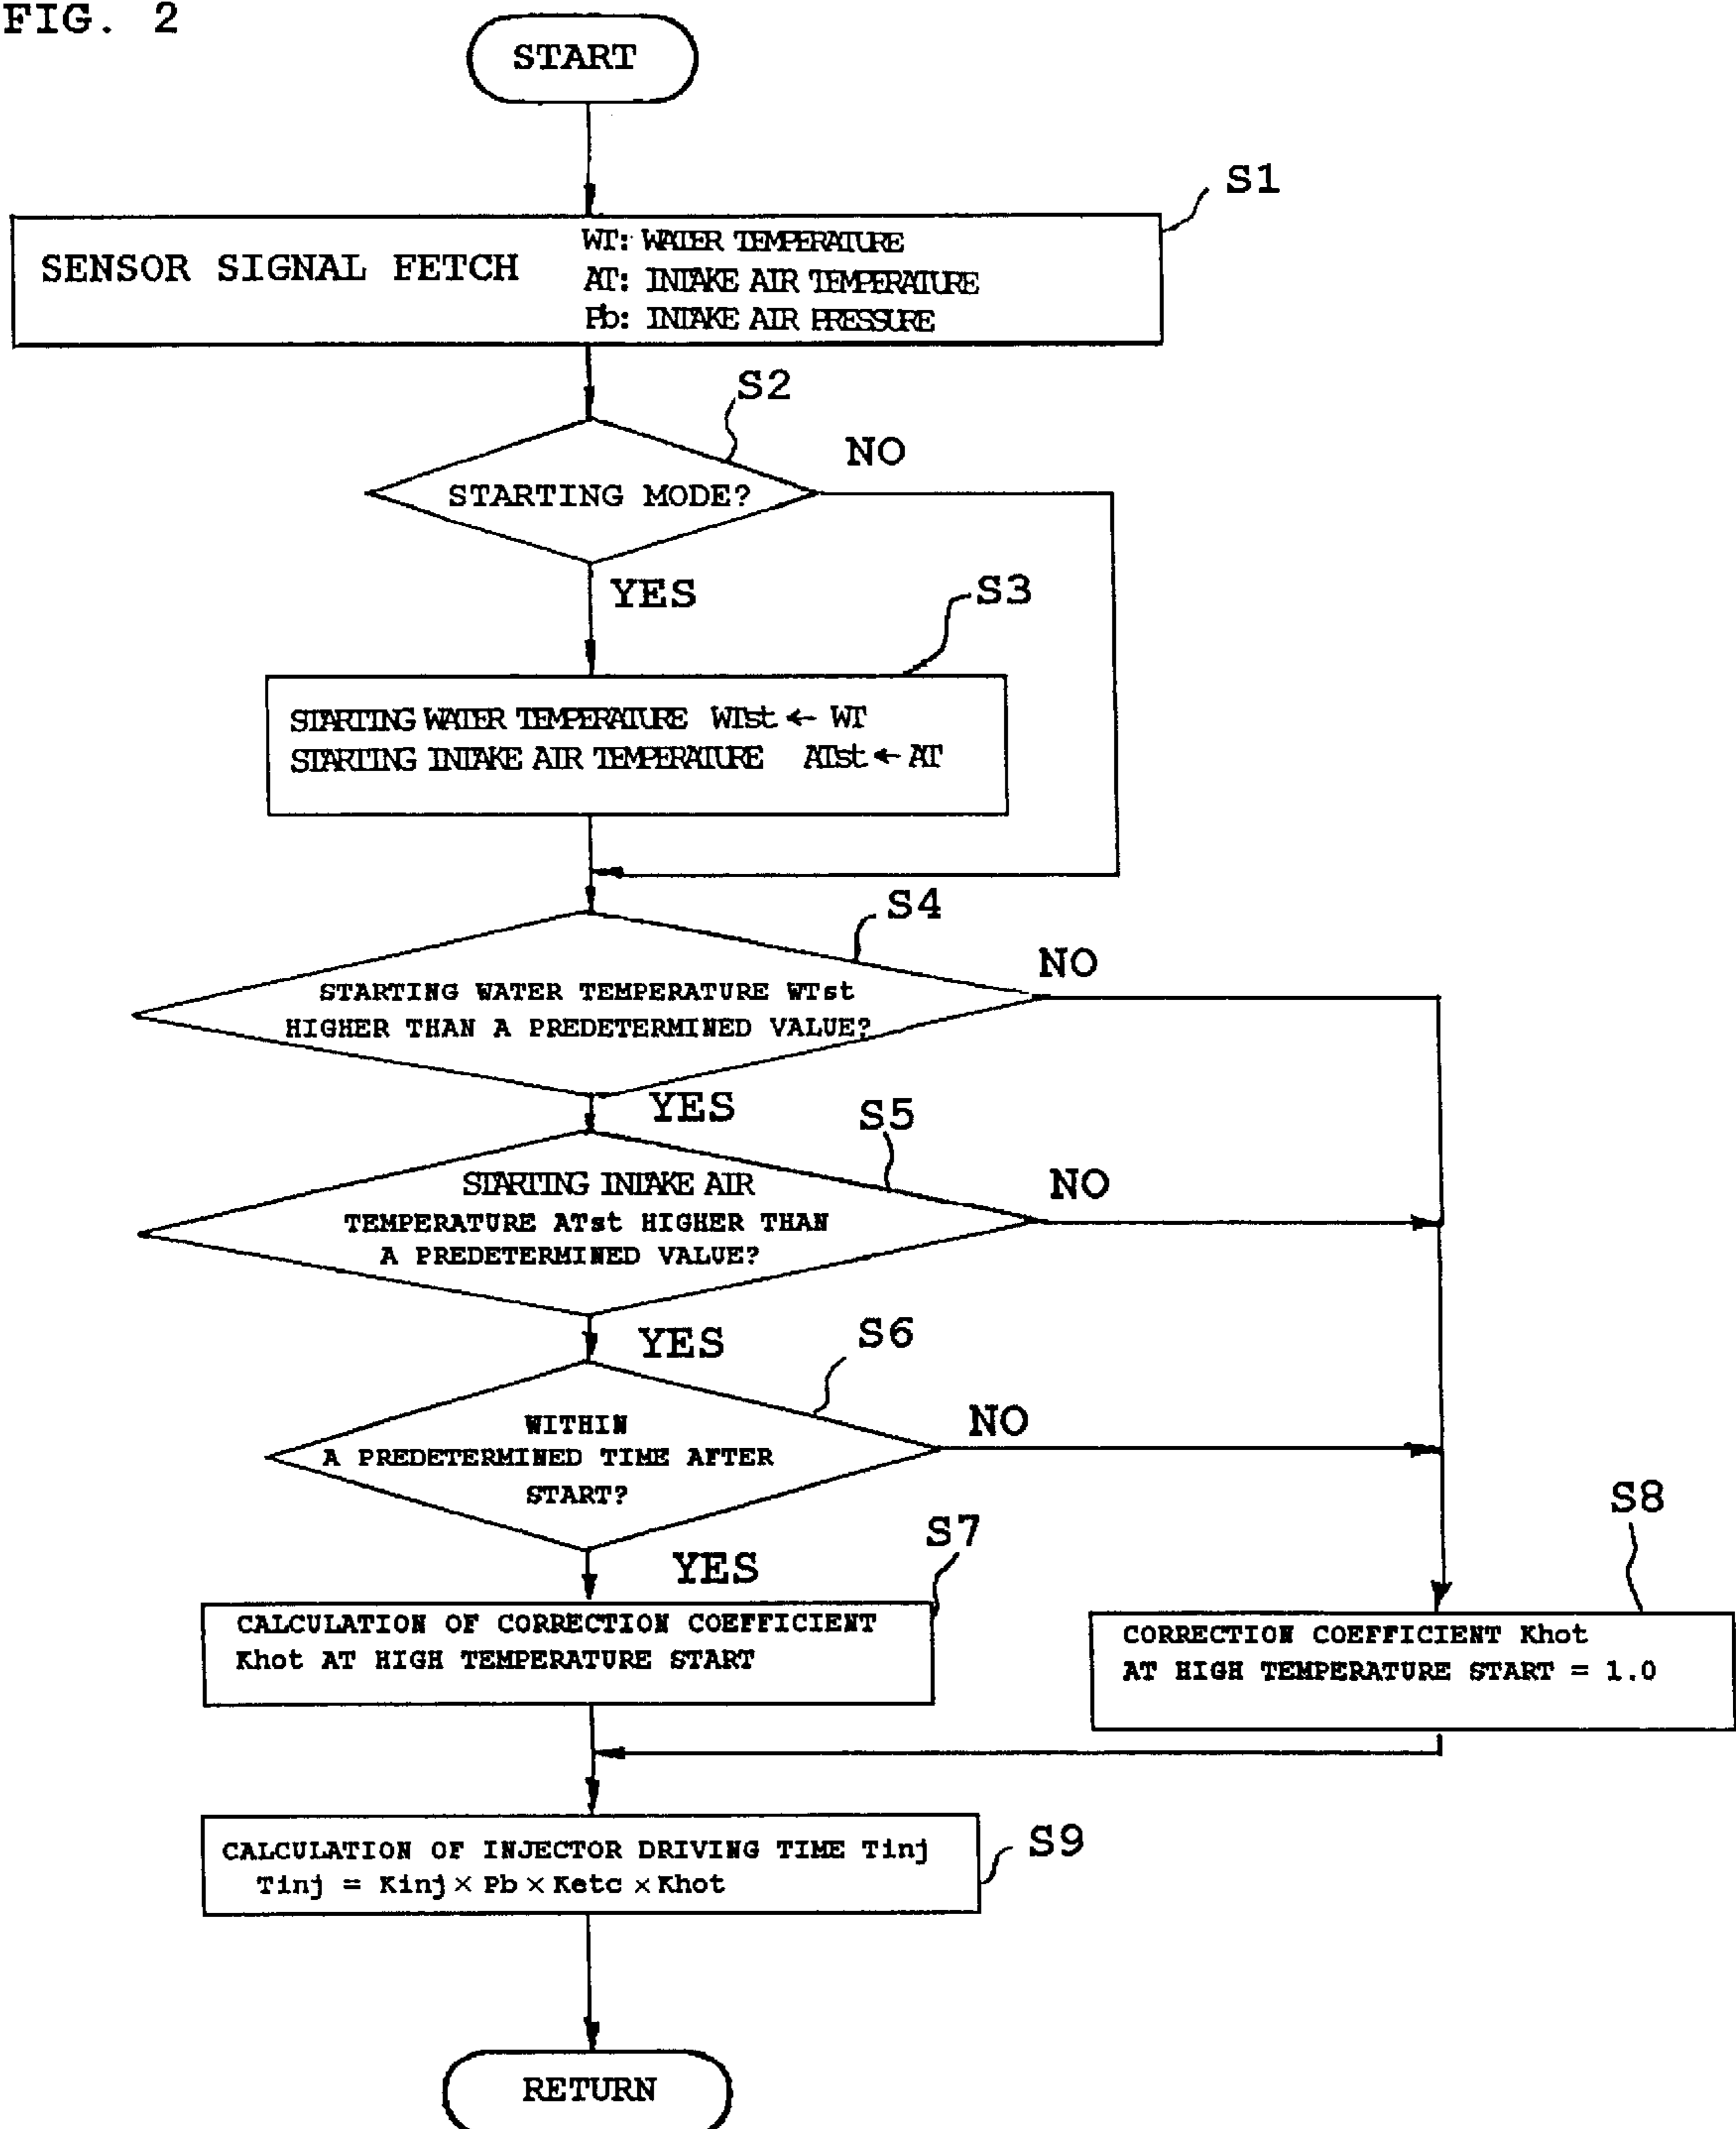 FIG. 2
START
S1
SENSOR SIGNAL FETCH
WT: WATER TEMPERATURE
AT: INTAKE AIR TEMPERATURE
Pb: INTAKE AIR PRESSURE
S2
NO
STARTING MODE?
YES
S3
STARTING WATER TEMPERATURE WTst ← WT
STARTING INTAKE AIR TEMPERATURE ATst ← AT
S4
NO
STARTING WATER TEMPERATURE WTst
HIGHER THAN A PREDETERMINED VALUE?
YES
S5
NO
STARTING INTAKE AIR
TEMPERATURE ATst HIGHER THAN
A PREDETERMINED VALUE?
YES
S6
NO
WITHIN
A PREDETERMINED TIME AFTER
START?
YES
S7
S8
CALCULATION OF CORRECTION COEFFICIENT
Khot AT HIGH TEMPERATURE START
CORRECTION COEFFICIENT Khot
AT HIGH TEMPERATURE START = 1.0
CALCULATION OF INJECTOR DRIVING TIME Tinj
Tinj = Kinj × Pb × Ketc × Khot
S9
RETURN